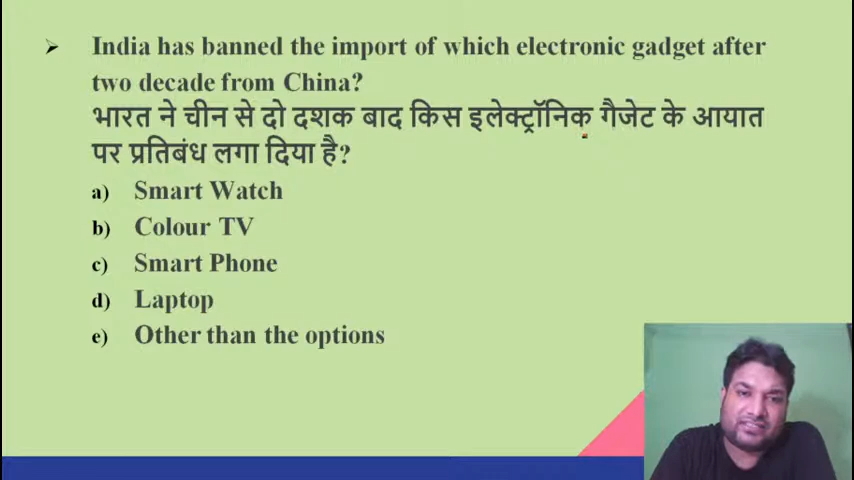 India has banned the import of which electronic gadget after
two decade from China?
भारत ने चीन से दो दशक बाद किस इलेक्ट्रॉनिक गैजेट के आयात
पर प्रतिबंध लगा दिया है?
a) Smart Watch
b) Colour TV
c) Smart Phone
d) Laptop
e) Other than the options